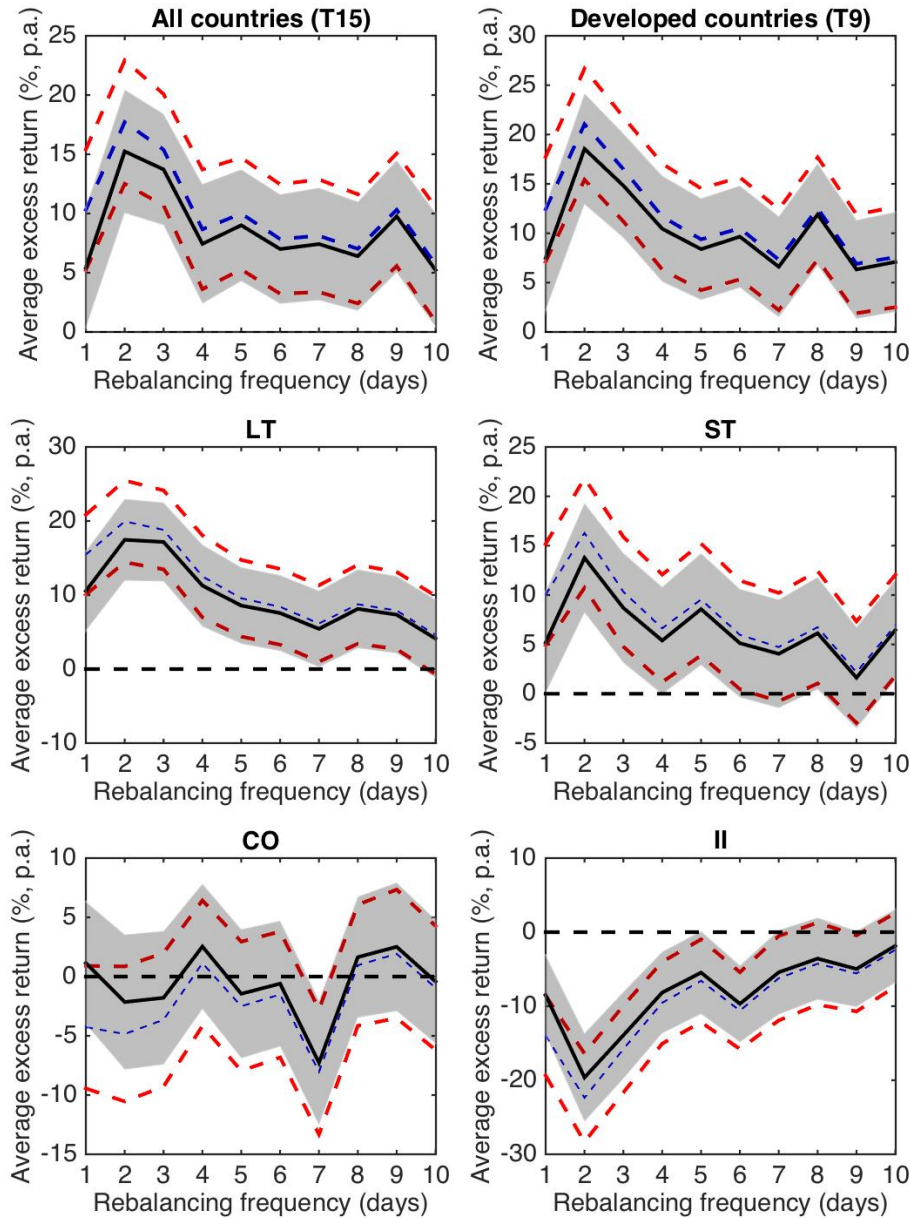 All countries (T15)
Average excess return (%, p.a.)
25
20
15
10
5
0
1 2 3 4 5 6 7 8 9 10
Rebalancing frequency (days)
Developed countries (T9)
Average excess return (%, p.a.)
30
25
20
15
10
5
0
1 2 3 4 5 6 7 8 9 10
Rebalancing frequency (days)
LT
Average excess return (%, p.a.)
30
20
10
0
-10
1 2 3 4 5 6 7 8 9 10
Rebalancing frequency (days)
ST
Average excess return (%, p.a.)
25
20
15
10
5
0
-5
1 2 3 4 5 6 7 8 9 10
Rebalancing frequency (days)
CO
Average excess return (%, p.a.)
10
5
0
-5
-10
-15
1 2 3 4 5 6 7 8 9 10
Rebalancing frequency (days)
II
Average excess return (%, p.a.)
10
0
-10
-20
-30
1 2 3 4 5 6 7 8 9 10
Rebalancing frequency (days)